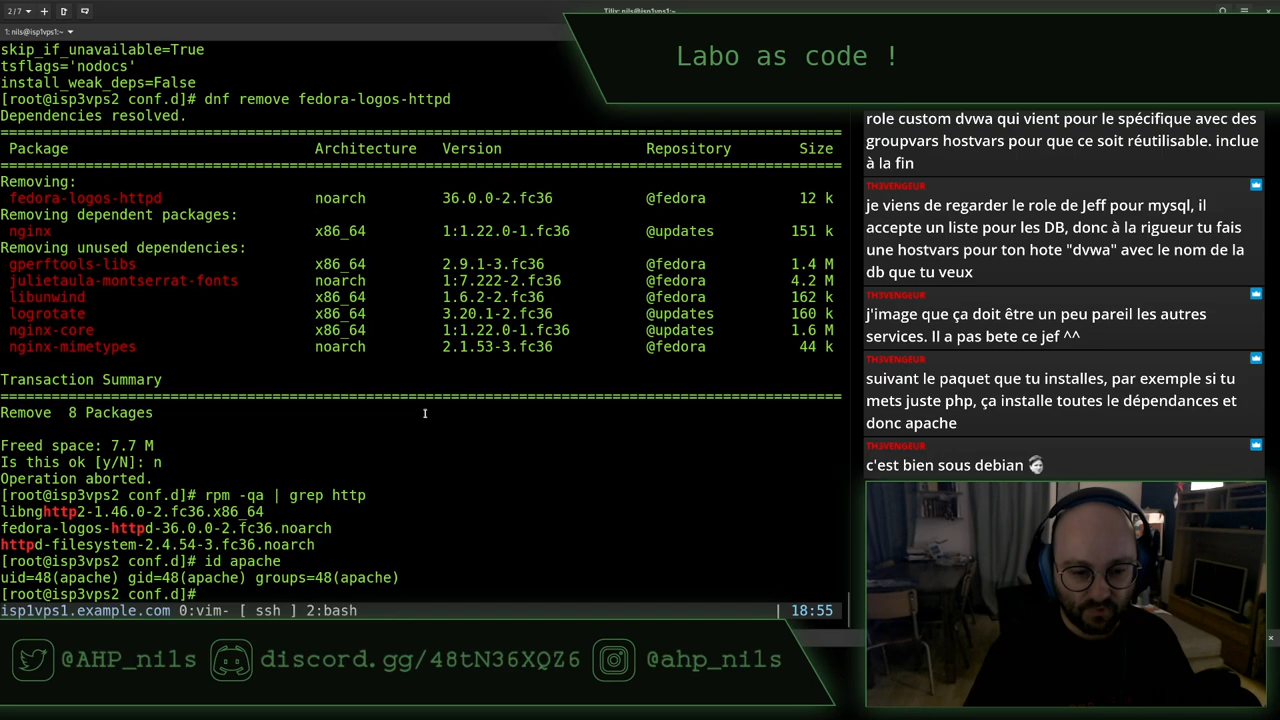 2/7
Tilix: nils@isp1vps1:~
1: nils@isp1vps1:~
skip_if_unavailable=True
tsflags='nodocs'
install_weak_deps=False
[root@isp3vps2 conf.d]# dnf remove fedora-logos-httpd
Dependencies resolved.
Package Architecture Version Repository Size
Removing:
fedora-logos-httpd noarch 36.0.0-2.fc36 @fedora 12 k
Removing dependent packages:
nginx x86_64 1:1.22.0-1.fc36 @updates 151 k
Removing unused dependencies:
gperftools-libs x86_64 2.9.1-3.fc36 @fedora 1.4 M
julietaula-montserrat-fonts noarch 1:7.222-2.fc36 @fedora 4.2 M
libunwind x86_64 1.6.2-2.fc36 @fedora 162 k
logrotate x86_64 3.20.1-2.fc36 @updates 160 k
nginx-core x86_64 1:1.22.0-1.fc36 @updates 1.6 M
nginx-mimetypes noarch 2.1.53-3.fc36 @fedora 44 k
Transaction Summary
Remove 8 Packages
Freed space: 7.7 M
Is this ok [y/N]: n
Operation aborted.
[root@isp3vps2 conf.d]# rpm -qa | grep http
libnghttp2-1.46.0-2.fc36.x86_64
fedora-logos-httpd-36.0.0-2.fc36.noarch
httpd-filesystem-2.4.54-3.fc36.noarch
[root@isp3vps2 conf.d]# id apache
uid=48(apache) gid=48(apache) groups=48(apache)
[root@isp3vps2 conf.d]#
isp1vps1.example.com 0:vim- [ ssh ] 2:bash | 18:55
Labo as code !
role custom dvwa qui vient pour le spécifique avec des
groupvars hostvars pour que ce soit réutilisable. inclue
à la fin
TH3VENGEUR
je viens de regarder le role de Jeff pour mysql, il
accepte un liste pour les DB, donc à la rigueur tu fais
une hostvars pour ton hote "dvwa" avec le nom de la
db que tu veux
TH3VENGEUR
j'image que ça doit être un peu pareil les autres
services. Il a pas bete ce jef ^^
TH3VENGEUR
suivant le paquet que tu installes, par exemple si tu
mets juste php, ça installe toutes le dépendances et
donc apache
TH3VENGEUR
c'est bien sous debian
@AHP_nils discord.gg/48tN36XQZ6 @ahp_nils